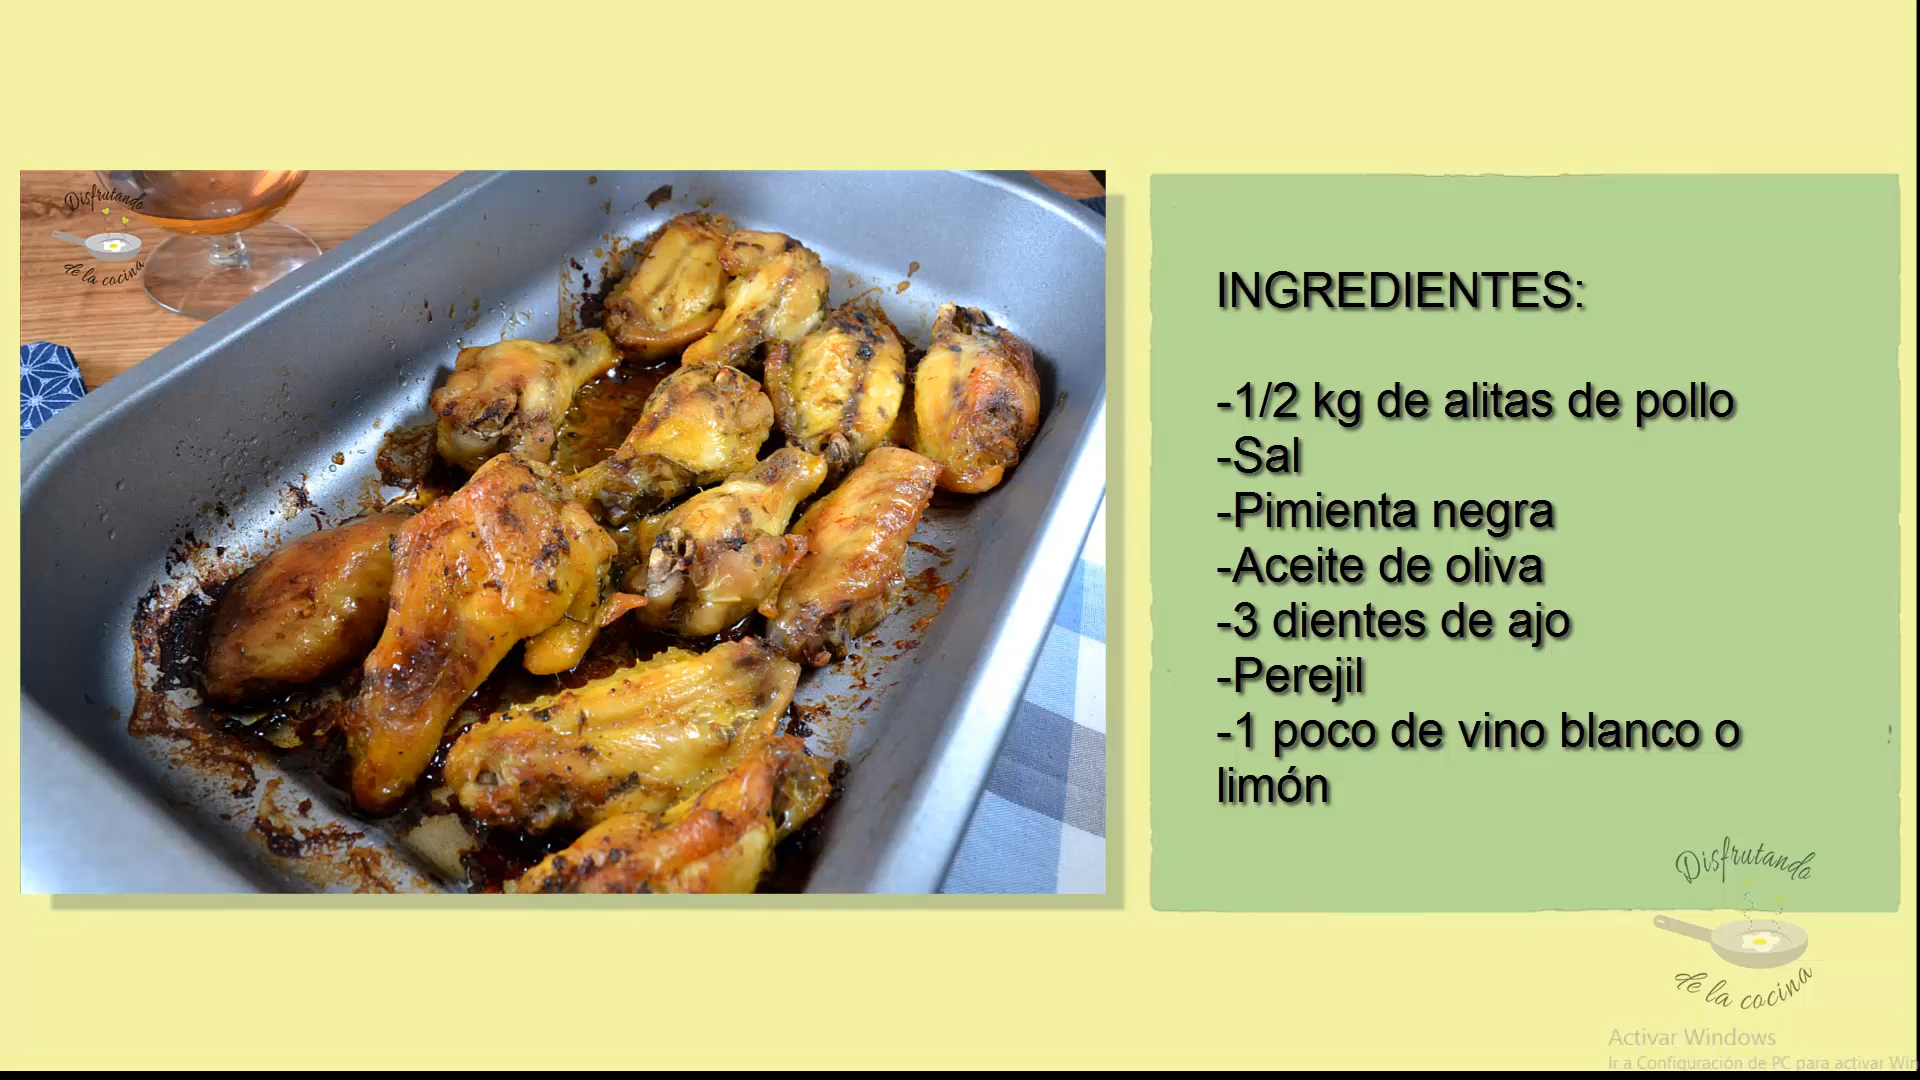 Disfrutando
de la cocina
INGREDIENTES:
-1/2 kg de alitas de pollo
-Sal
-Pimienta negra
-Aceite de oliva
-3 dientes de ajo
-Perejil
-1 poco de vino blanco o
limón
Disfrutando
de la cocina
Activar Windows
Ir a Configuración de PC para activar Win